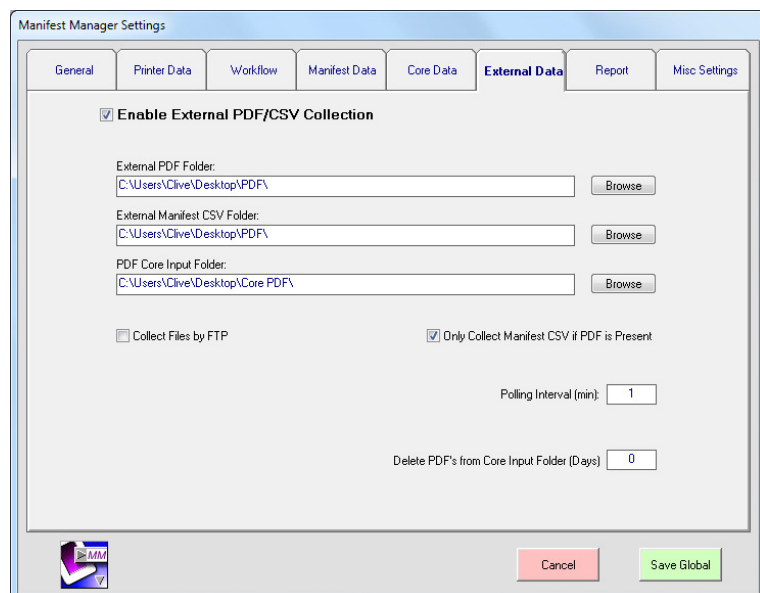 Manifest Manager Settings
General Printer Data Workflow Manifest Data Core Data External Data Report Misc Settings
Enable External PDF/CSV Collection
External PDF Folder:
C:\Users\Clive\Desktop\PDF\ Browse
External Manifest CSV Folder:
C:\Users\Clive\Desktop\PDF\ Browse
PDF Core Input Folder:
C:\Users\Clive\Desktop\Core PDF\ Browse
Collect Files by FTP Only Collect Manifest CSV if PDF is Present
Polling Interval (min): 1
Delete PDF's from Core Input Folder (Days) 0
MM Cancel Save Global